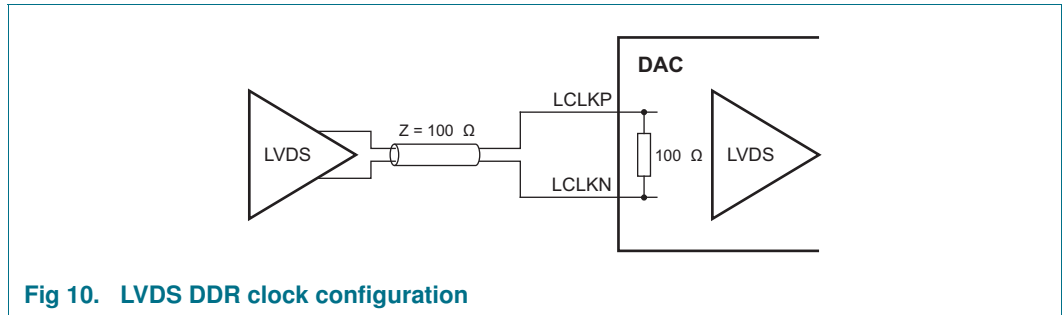 DAC
LCLKP
Z = 100 Ω
LVDS
100 Ω
LVDS
LCLKN
Fig 10. LVDS DDR clock configuration